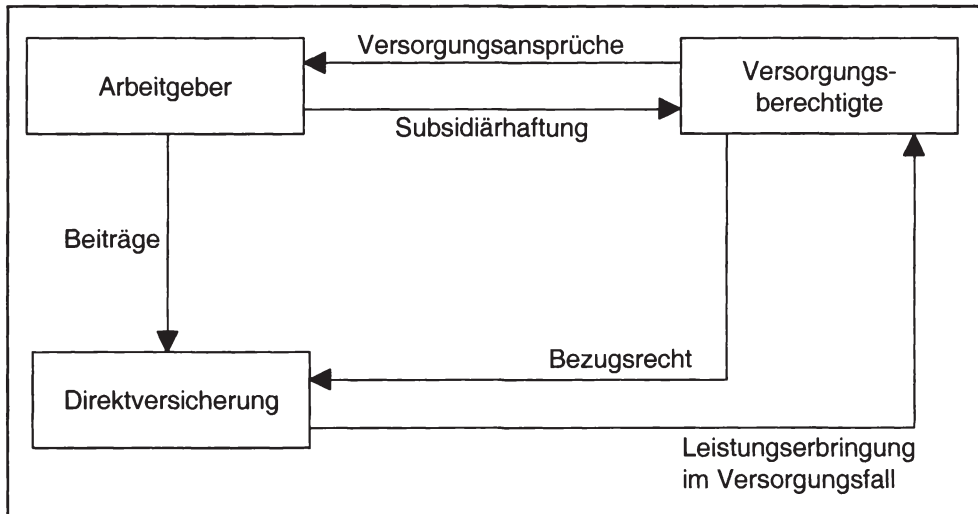 Versorgungsansprüche
Arbeitgeber
Versorgungs-
berechtigte
Subsidiärhaftung
Beiträge
Bezugsrecht
Direktversicherung
Leistungserbringung
im Versorgungsfall